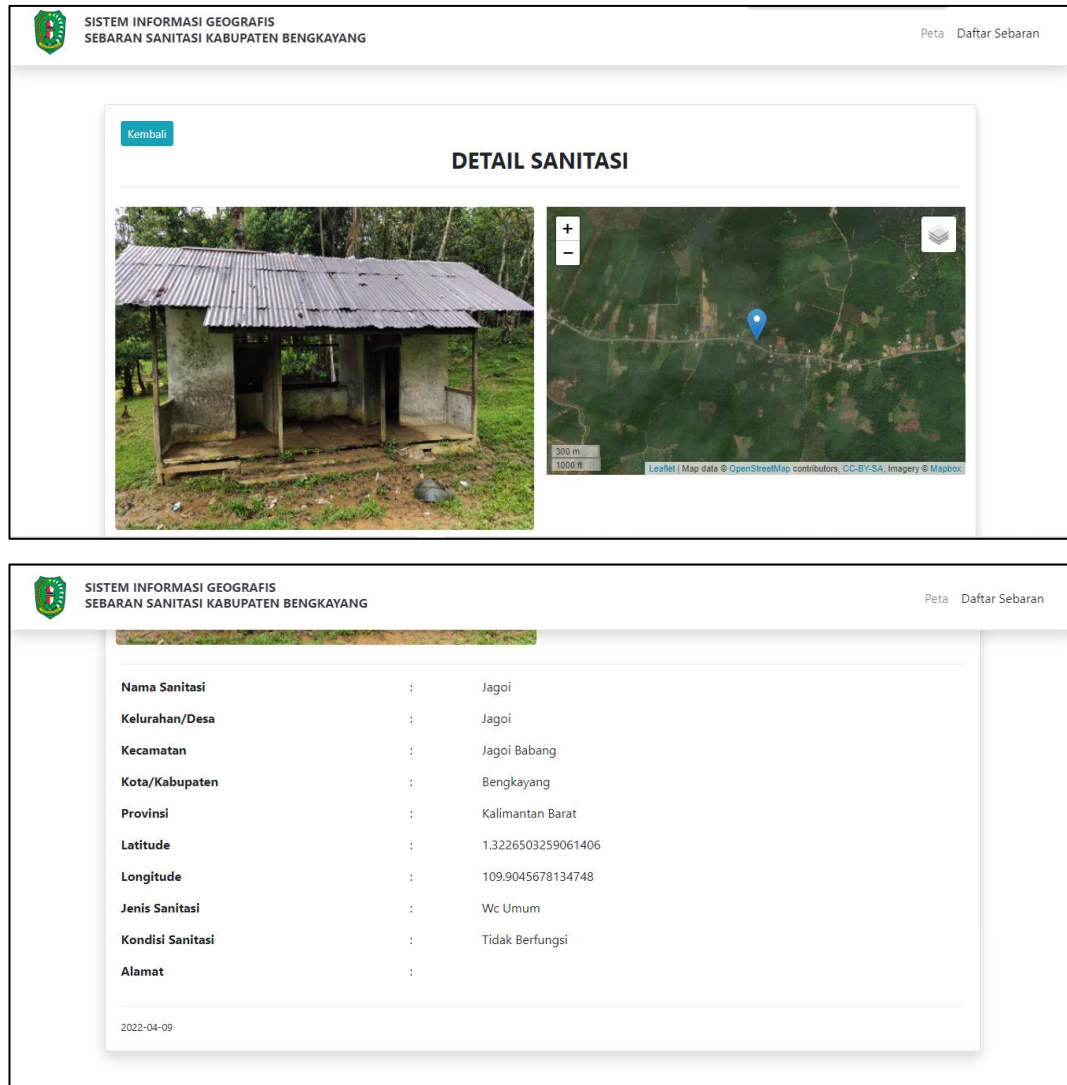 SISTEM INFORMASI GEOGRAFIS
SEBARAN SANITASI KABUPATEN BENGKAYANG
Peta Daftar Sebaran
Kembali
DETAIL SANITASI
+
−
300 m
1000 ft
Leaflet | Map data © OpenStreetMap contributors, CC-BY-SA, Imagery © Mapbox
SISTEM INFORMASI GEOGRAFIS
SEBARAN SANITASI KABUPATEN BENGKAYANG
Peta Daftar Sebaran
Nama Sanitasi : Jagoi
Kelurahan/Desa : Jagoi
Kecamatan : Jagoi Babang
Kota/Kabupaten : Bengkayang
Provinsi : Kalimantan Barat
Latitude : 1.3226503259061406
Longitude : 109.9045678134748
Jenis Sanitasi : Wc Umum
Kondisi Sanitasi : Tidak Berfungsi
Alamat :
2022-04-09